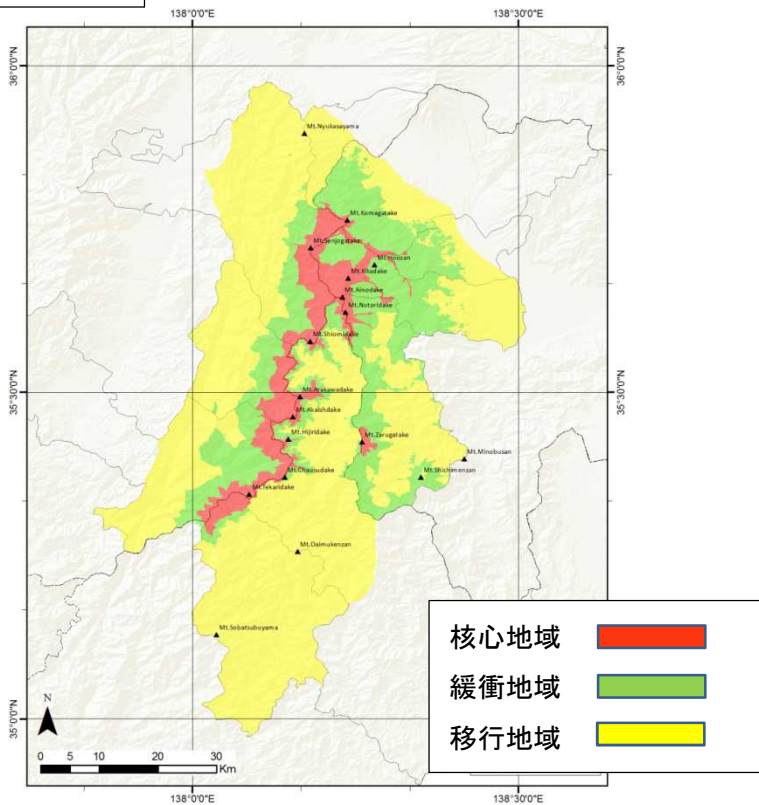 138°0'0"E
138°30'0"E
36°0'0"N
36°0'0"N
Mt.Nyukasayama
Mt.Komagatake
Mt.Senjogatake
Mt.Houozan
Mt.Kitadake
Mt.Ainodake
Mt.Notoridake
Mt.Shiomidake
35°30'0"N
35°30'0"N
Mt.Arakawadake
Mt.Akaishidake
Mt.Hijiridake
Mt.Zarugatake
Mt.Minobusan
Mt.Chausudake
Mt.Shichimenzan
Mt.Tekaridake
Mt.Daimukenzan
Mt.Sobatsubuyama
核心地域
緩衝地域
移行地域
35°0'0"N
N
0 5 10 20 30
Km
138°0'0"E
138°30'0"E